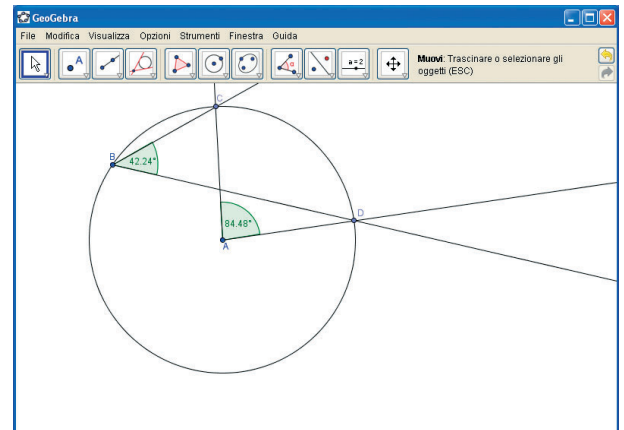 GeoGebra
File Modifica Visualizza Opzioni Strumenti Finestra Guida
A
α
a=2
Muovi: Trascinare o selezionare gli
oggetti (ESC)
C
B
42.24°
D
84.48°
A